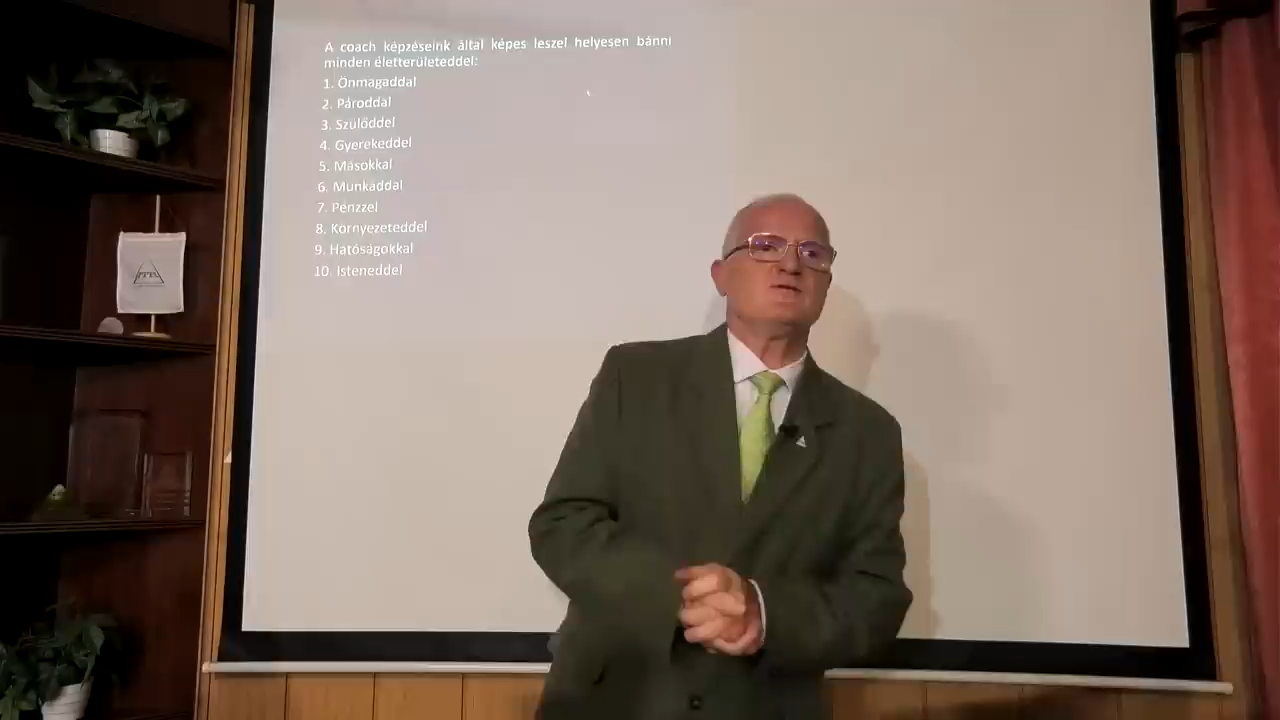 A coach képzéseink által képes leszel helyesen bánni
minden életterületeddel:
1. Önmagaddal
2. Pároddal
3. Szülőddel
4. Gyerekeddel
5. Másokkal
6. Munkáddal
7. Pénzzel
8. Környezeteddel
9. Hatóságokkal
10. Isteneddel